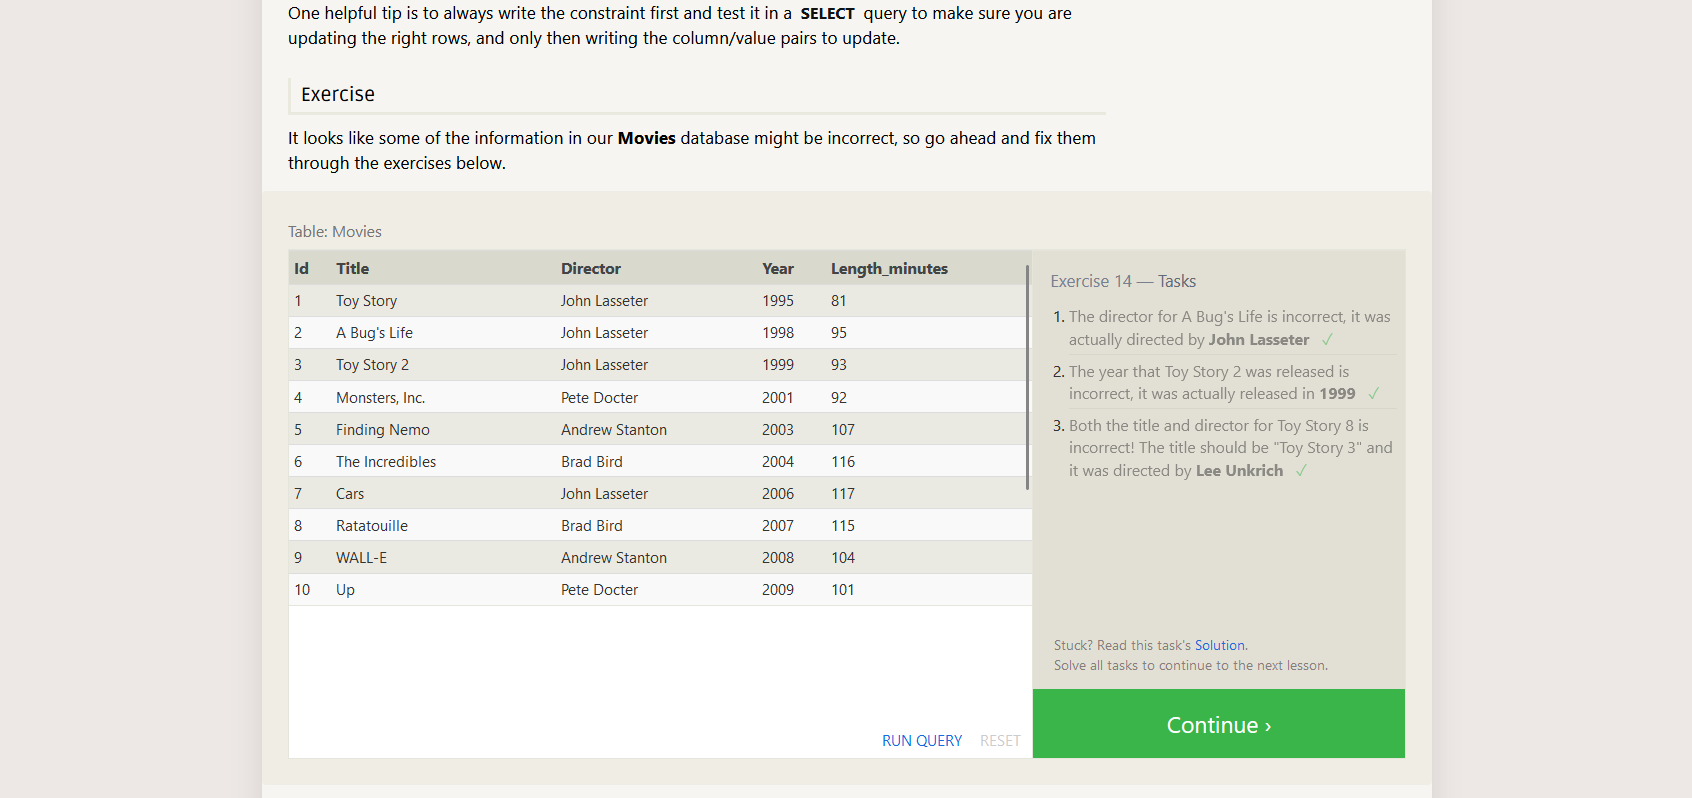 One helpful tip is to always write the constraint first and test it in a SELECT query to make sure you are
updating the right rows, and only then writing the column/value pairs to update.
Exercise
It looks like some of the information in our Movies database might be incorrect, so go ahead and fix them
through the exercises below.
Table: Movies
Id Title Director Year Length_minutes
1 Toy Story John Lasseter 1995 81
2 A Bug's Life John Lasseter 1998 95
3 Toy Story 2 John Lasseter 1999 93
4 Monsters, Inc. Pete Docter 2001 92
5 Finding Nemo Andrew Stanton 2003 107
6 The Incredibles Brad Bird 2004 116
7 Cars John Lasseter 2006 117
8 Ratatouille Brad Bird 2007 115
9 WALL-E Andrew Stanton 2008 104
10 Up Pete Docter 2009 101
RUN QUERY RESET
Exercise 14 — Tasks
1. The director for A Bug's Life is incorrect, it was
actually directed by John Lasseter ✓
2. The year that Toy Story 2 was released is
incorrect, it was actually released in 1999 ✓
3. Both the title and director for Toy Story 8 is
incorrect! The title should be "Toy Story 3" and
it was directed by Lee Unkrich ✓
Stuck? Read this task's Solution.
Solve all tasks to continue to the next lesson.
Continue ›